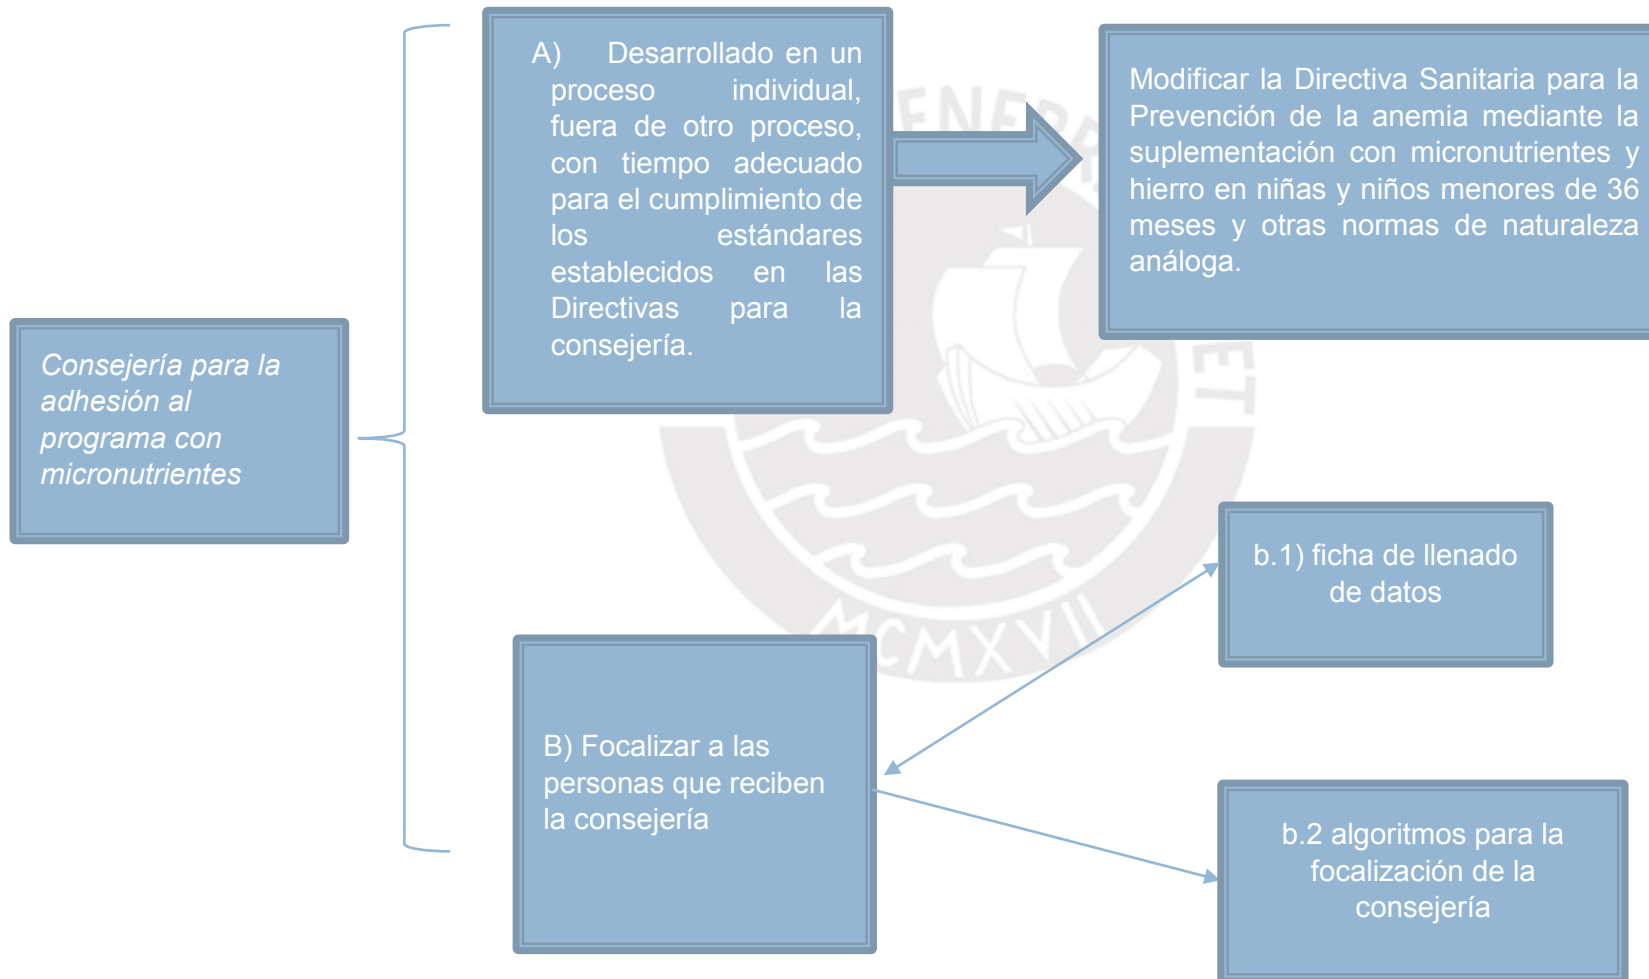 Consejería para la
adhesión al
programa con
micronutrientes
A) Desarrollado en un
proceso individual,
fuera de otro proceso,
con tiempo adecuado
para el cumplimiento de
los estándares
establecidos en las
Directivas para la
consejería.
Modificar la Directiva Sanitaria para la
Prevención de la anemia mediante la
suplementación con micronutrientes y
hierro en niñas y niños menores de 36
meses y otras normas de naturaleza
análoga.
B) Focalizar a las
personas que reciben
la consejería
b.1) ficha de llenado
de datos
b.2 algoritmos para la
focalización de la
consejería
MCMXVII